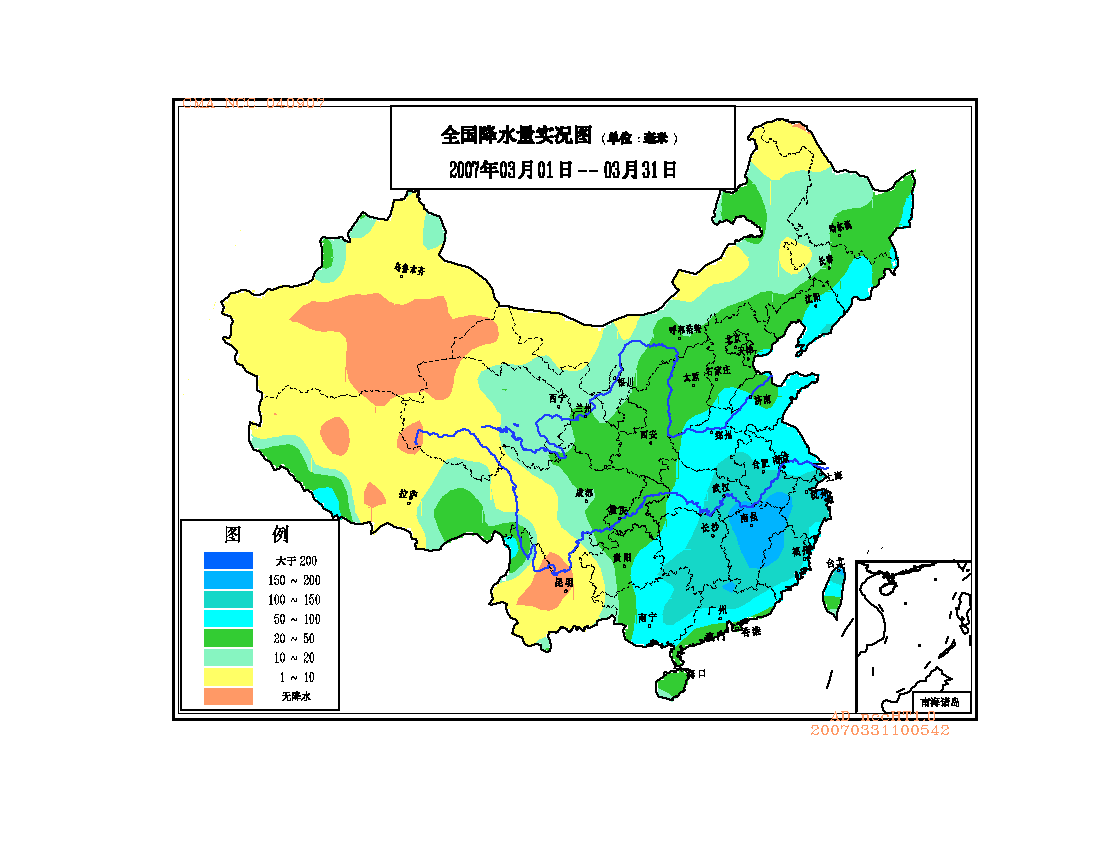 CMA NCC 040907
全国降水量实况图 (单位:毫米)
2007年03月01日 -- 03月31日
哈尔滨
长春
乌鲁木齐
沈阳
呼和浩特
北京
天津
银川
太原 石家庄
西宁
兰州
济南
西安
郑州
合肥 南京
上海
拉萨
成都
武汉
杭州
重庆
南昌
长沙
贵阳
福州
台北
昆明
南宁
广州
澳门 香港
海口
图 例
大于 200
150 ~ 200
100 ~ 150
50 ~ 100
20 ~ 50
10 ~ 20
1 ~ 10
无降水
南海诸岛
20070331100542